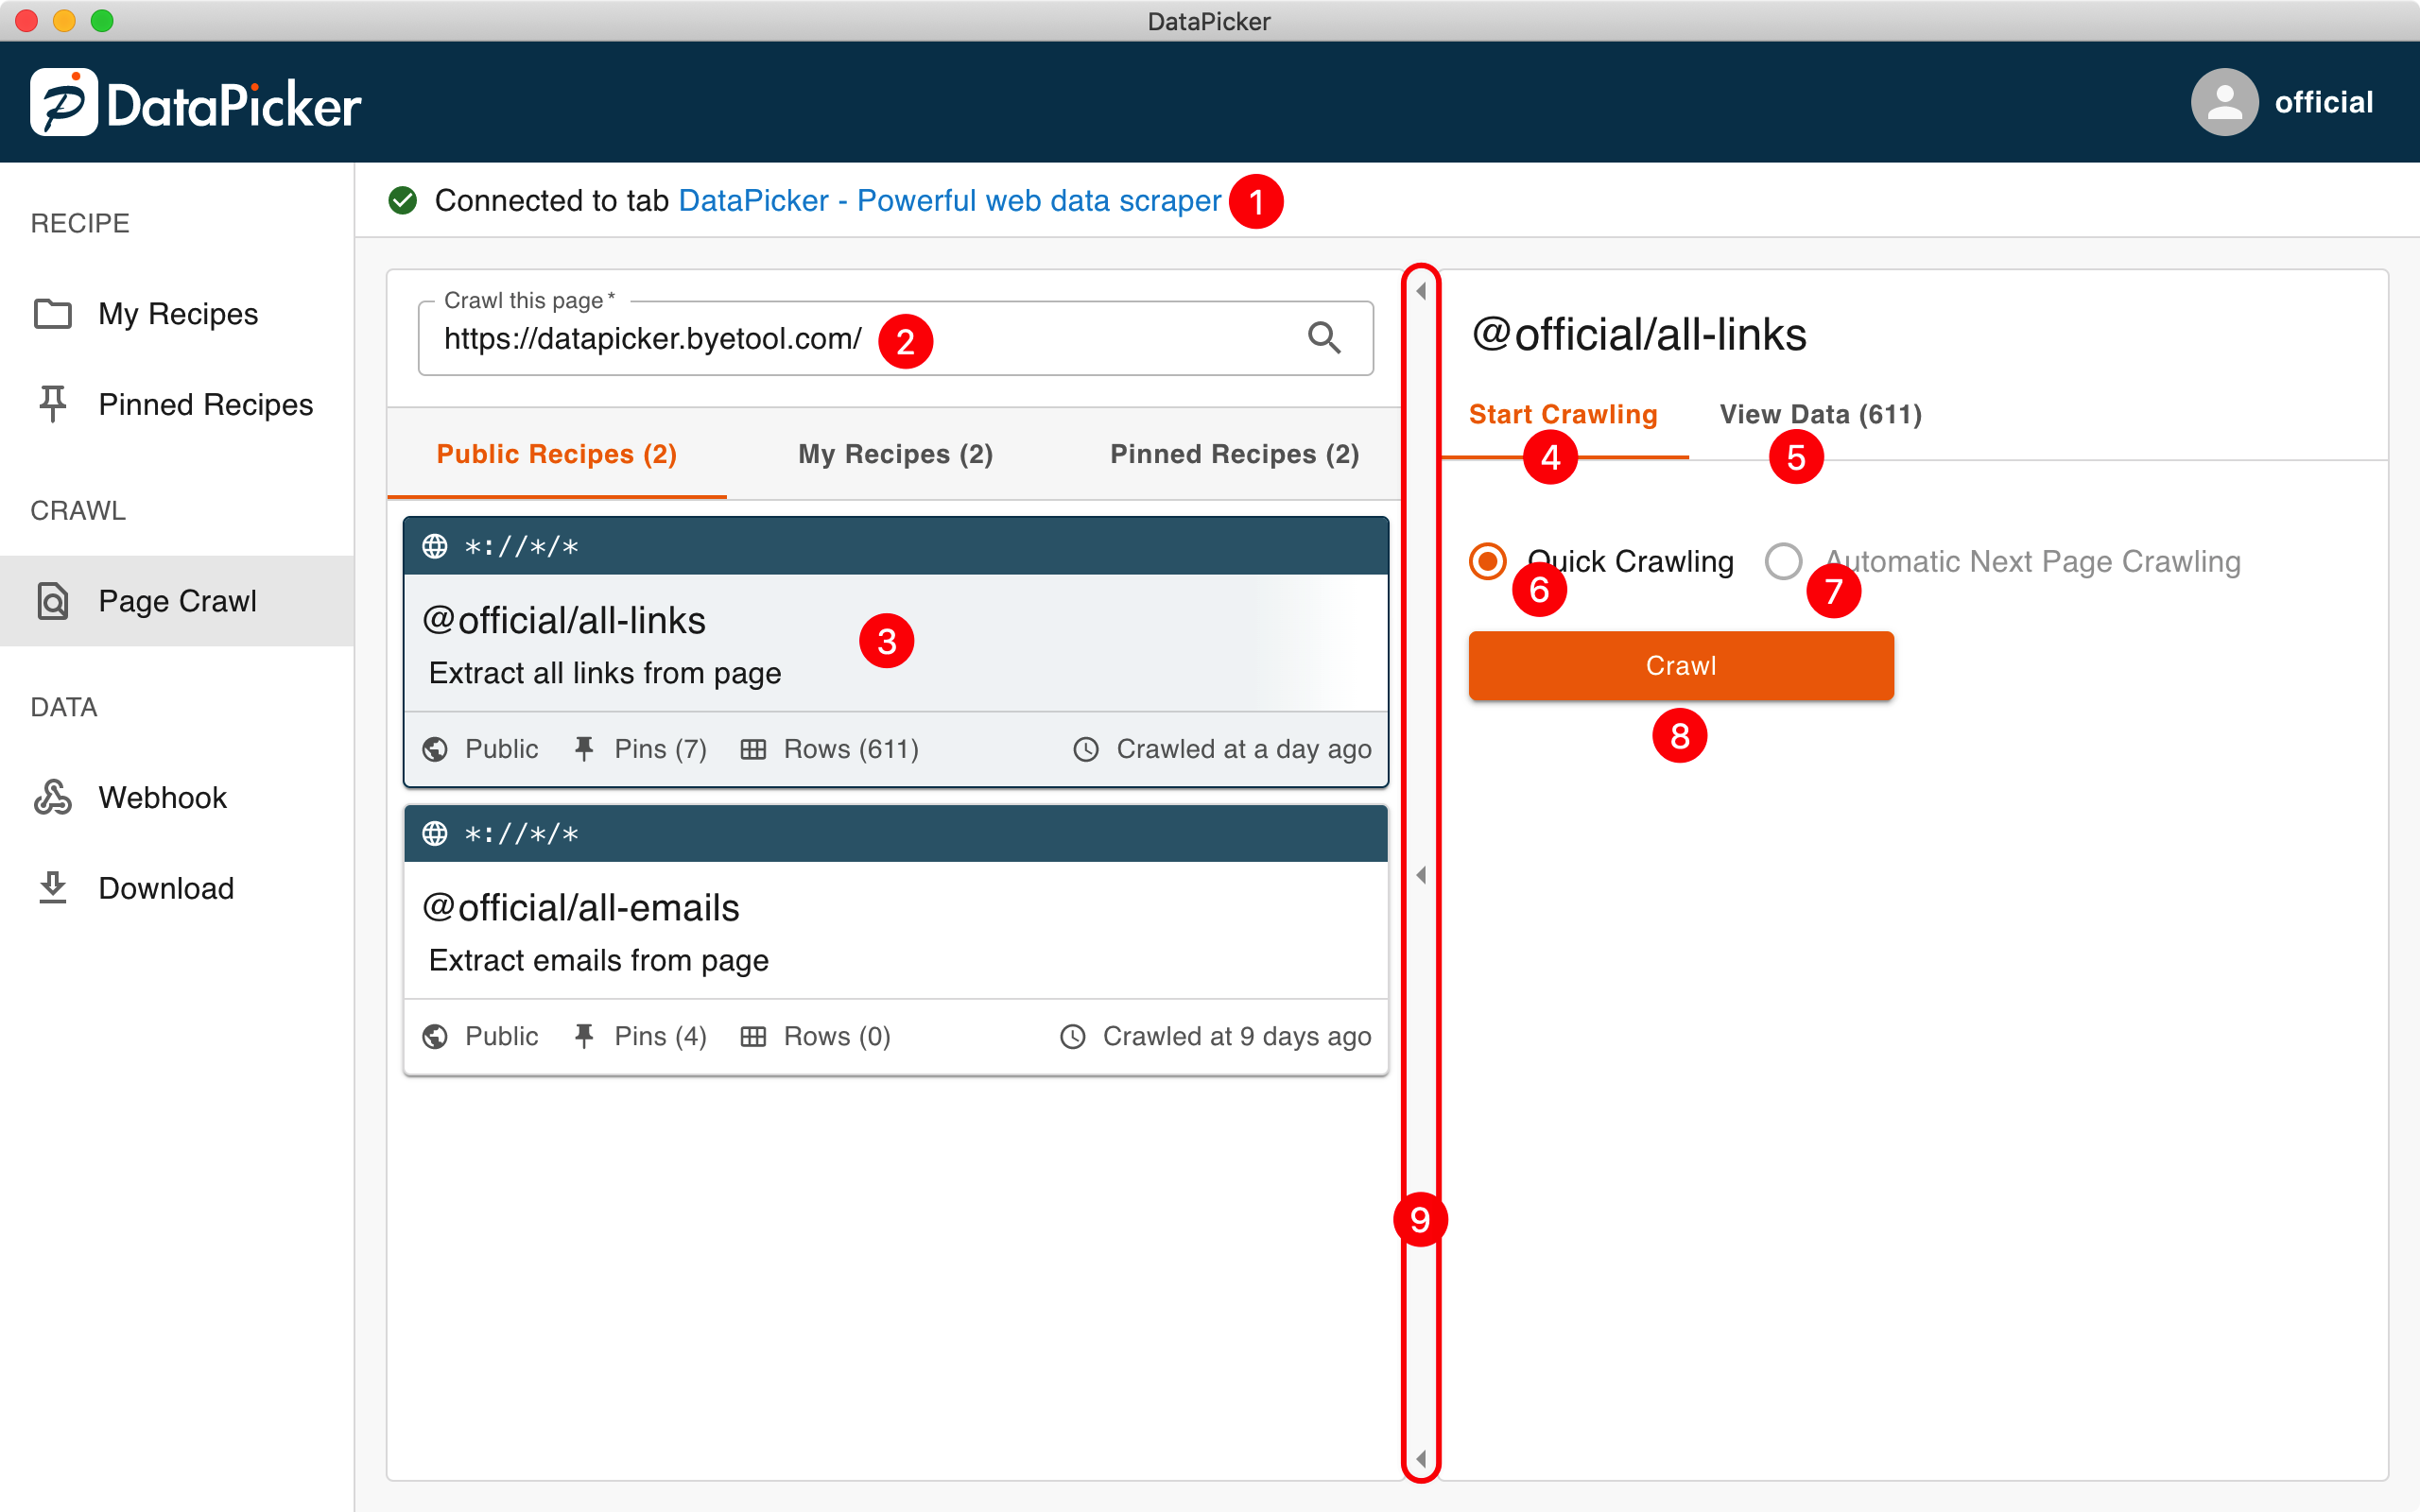 DataPicker
DataPicker
official
RECIPE
My Recipes
Pinned Recipes
CRAWL
Page Crawl
DATA
Webhook
Download
Connected to tab DataPicker - Powerful web data scraper 1
Crawl this page *
https://datapicker.byetool.com/ 2
Public Recipes (2) My Recipes (2) Pinned Recipes (2)
*://*/*
@official/all-links
3
Extract all links from page
Public Pins (7) Rows (611) Crawled at a day ago
*://*/*
@official/all-emails
Extract emails from page
Public Pins (4) Rows (0) Crawled at 9 days ago
9
@official/all-links
Start Crawling View Data (611)
4 5
Quick Crawling Automatic Next Page Crawling
6 7
Crawl
8